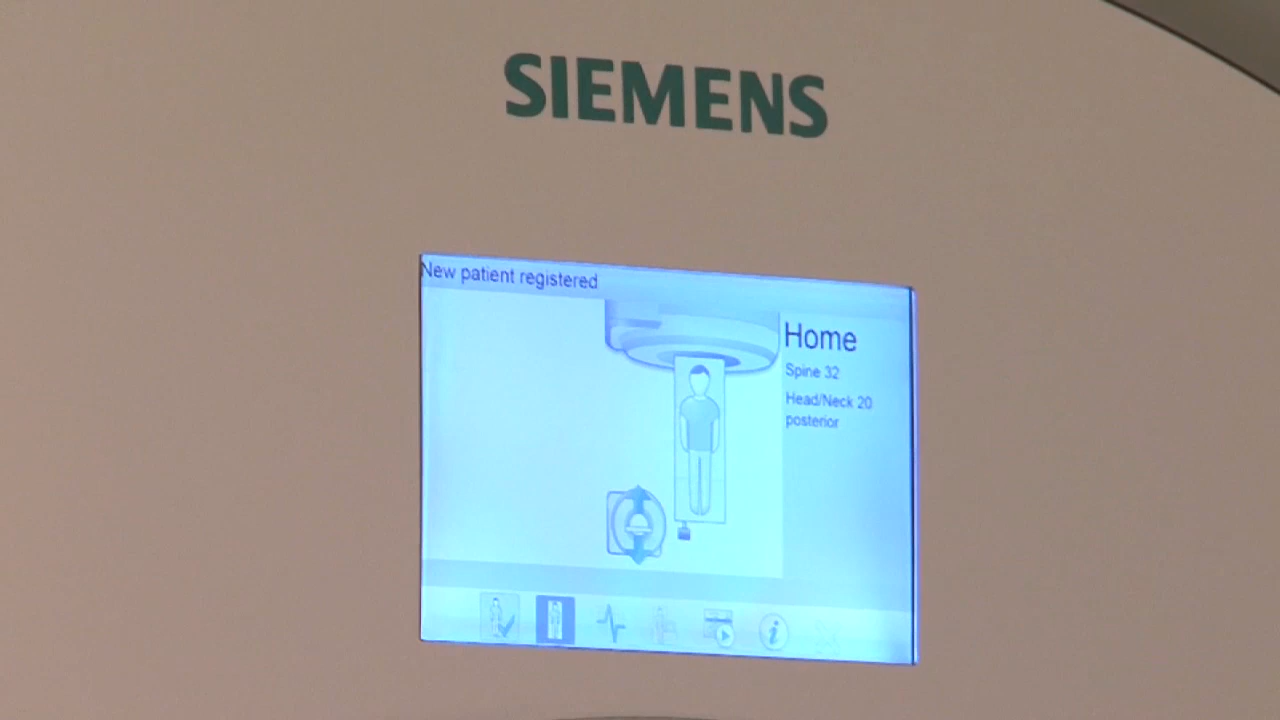 SIEMENS
New patient registered
Home
Spine 32
Head/Neck 20
posterior